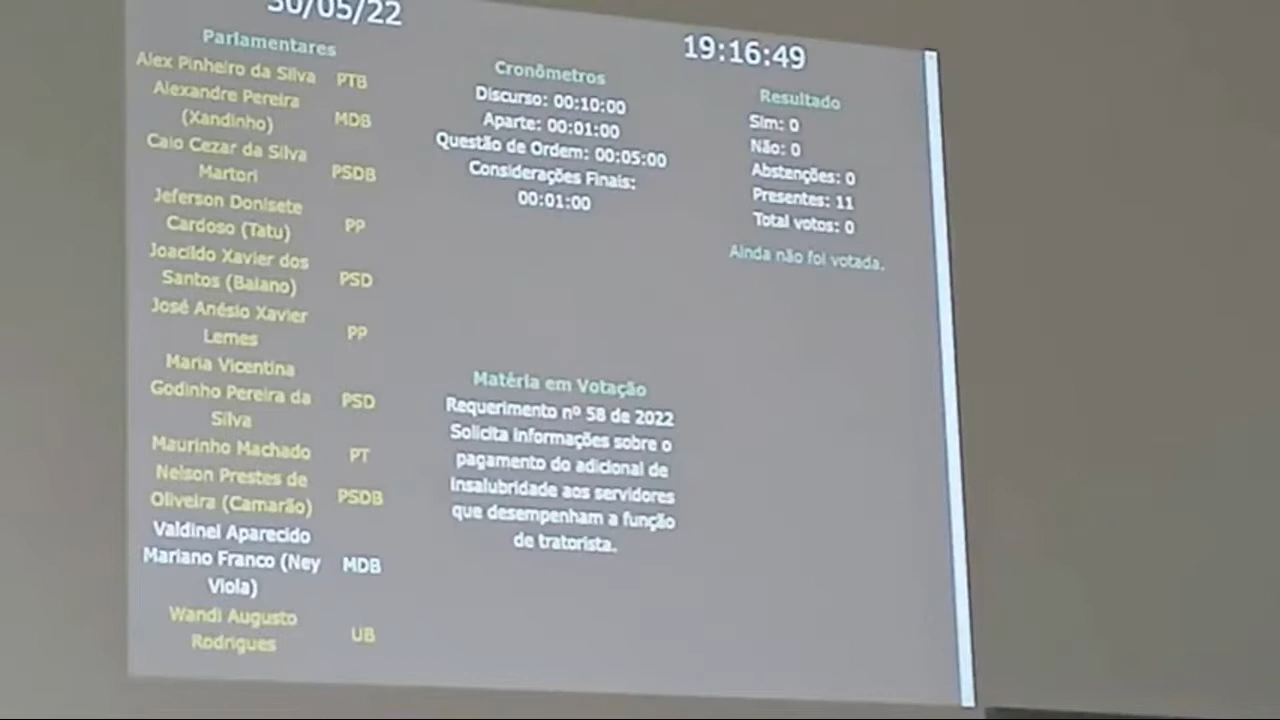 30/05/22
19:16:49
Parlamentares
Alex Pinheiro da Silva PTB
Alexandre Pereira
(Xandinho) MDB
Caio Cezar da Silva
Martori PSDB
Jeferson Donisete
Cardoso (Tatu) PP
Joacildo Xavier dos
Santos (Baiano) PSD
José Anésio Xavier
Lemes PP
Maria Vicentina
Godinho Pereira da
Silva PSD
Maurinho Machado PT
Nelson Prestes de
Oliveira (Camarão) PSDB
Valdinei Aparecido
Mariano Franco (Ney
Viola) MDB
Wandi Augusto
Rodrigues UB
Cronômetros
Discurso: 00:10:00
Aparte: 00:01:00
Questão de Ordem: 00:05:00
Considerações Finais:
00:01:00
Matéria em Votação
Requerimento nº 58 de 2022
Solicita informações sobre o
pagamento do adicional de
insalubridade aos servidores
que desempenham a função
de tratorista.
Resultado
Sim: 0
Não: 0
Abstenções: 0
Presentes: 11
Total votos: 0
Ainda não foi votada.